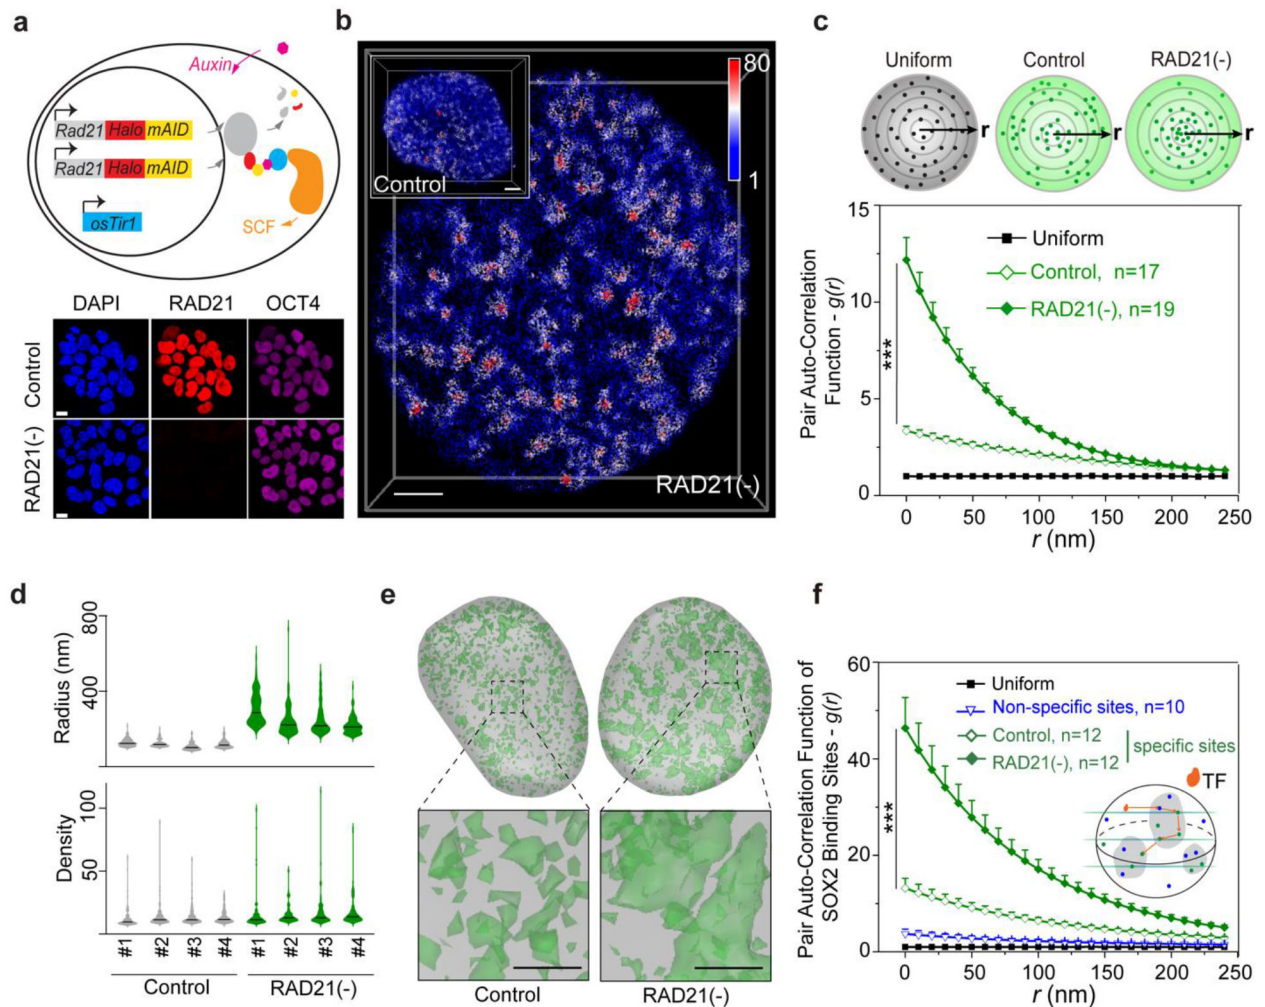 a
Auxin
Rad21 Halo mAID
Rad21 Halo mAID
osTir1
SCF
DAPI RAD21 OCT4
Control
RAD21(-)
b
80
1
Control
RAD21(-)
c
Uniform Control RAD21(-)
r r r
Pair Auto-Correlation
Function - g(r)
15
10
5
0
***
Uniform
Control, n=17
RAD21(-), n=19
0 50 100 150 200 250
r (nm)
d
Radius (nm)
800
400
Density
100
50
#1 #2 #3 #4 #1 #2 #3 #4
Control RAD21(-)
e
Control RAD21(-)
f
Pair Auto-Correlation Function of
SOX2 Binding Sites - g(r)
60
40
20
0
***
Uniform
Non-specific sites, n=10
Control, n=12
RAD21(-), n=12
specific sites
TF
0 50 100 150 200 250
r (nm)